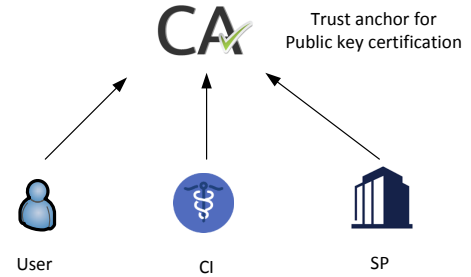 CA
Trust anchor for
Public key certification
User
CI
SP